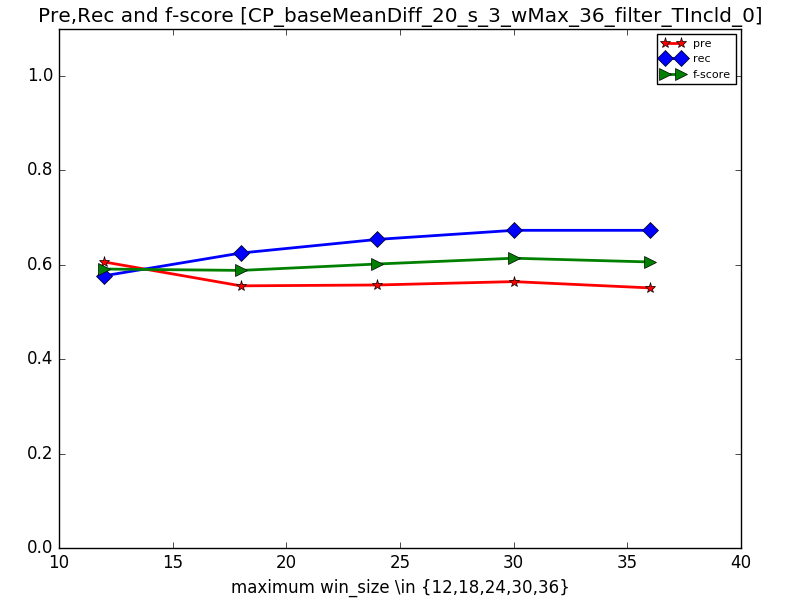 Pre,Rec and f-score [CP_baseMeanDiff_20_s_3_wMax_36_filter_TIncld_0]
pre
rec
f-score
1.0
0.8
0.6
0.4
0.2
0.0
10 15 20 25 30 35 40
maximum win_size \in {12,18,24,30,36}